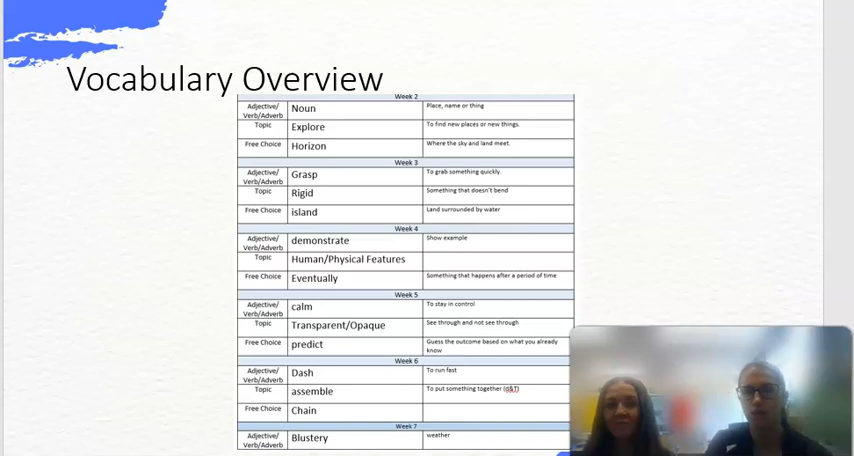 Vocabulary Overview
Week 2
Adjective/ Noun Place, name or thing
Verb/Adverb
Topic Explore To find new places or new things.
Free Choice Horizon Where the sky and land meet.
Week 3
Adjective/ Grasp To grab something quickly.
Verb/Adverb
Topic Rigid Something that doesn't bend
Free Choice island Land surrounded by water
Week 4
Adjective/ demonstrate Show example
Verb/Adverb
Topic Human/Physical Features
Free Choice Eventually Something that happens after a period of time
Week 5
Adjective/ calm To stay in control
Verb/Adverb
Topic Transparent/Opaque See through and not see through
Free Choice predict Guess the outcome based on what you already
know
Week 6
Adjective/ Dash To run fast
Verb/Adverb
Topic assemble To put something together (d&T)
Free Choice Chain
Week 7
Adjective/ Blustery weather
Verb/Adverb